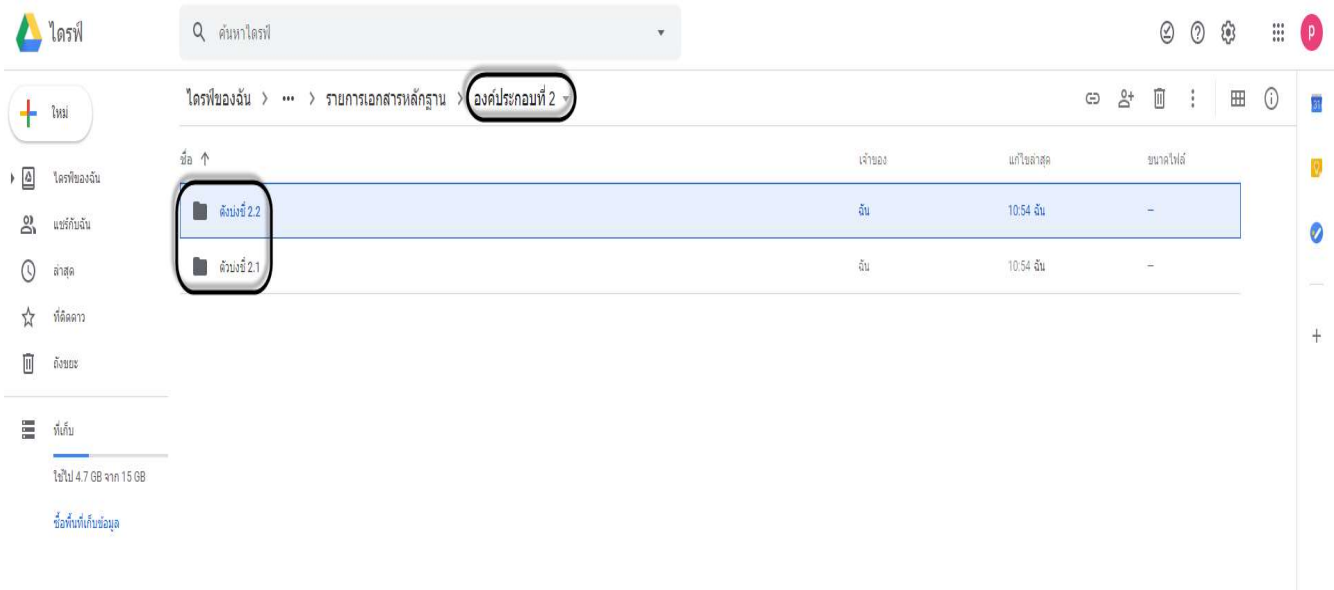 ไดรฟ์
ค้นหาไดรฟ์
P
ใหม่
ไดรฟ์ของฉัน > ... > รายการเอกสารหลักฐาน > องค์ประกอบที่ 2
31
ชื่อ ↑ เจ้าของ แก้ไขล่าสุด ขนาดไฟล์
ไดรฟ์ของฉัน
แชร์กับฉัน
ล่าสุด
ที่ติดดาว
ถังขยะ
ดังบ่งชี้ 2.2 ฉัน 10:54 ฉัน –
ตัวบ่งชี้ 2.1 ฉัน 10:54 ฉัน –
ที่เก็บ
ใช้ไป 4.7 GB จาก 15 GB
ซื้อพื้นที่เก็บข้อมูล